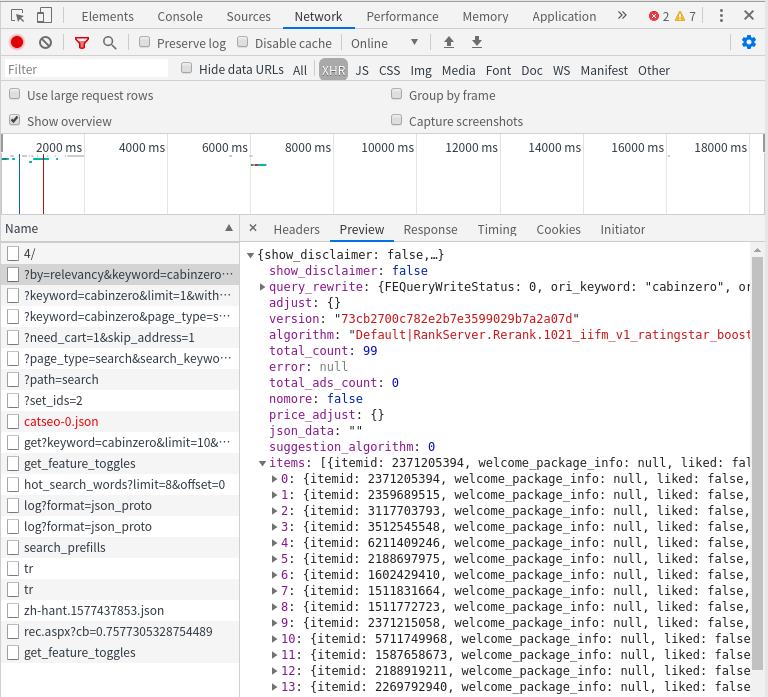 Elements Console Sources Network Performance Memory Application » 2 7
Preserve log Disable cache Online
Filter Hide data URLs All XHR JS CSS Img Media Font Doc WS Manifest Other
Use large request rows Group by frame
Show overview Capture screenshots
2000 ms 4000 ms 6000 ms 8000 ms 10000 ms 12000 ms 14000 ms 16000 ms 18000 ms
Name
4/
?by=relevancy&keyword=cabinzero…
?keyword=cabinzero&limit=1&with…
?keyword=cabinzero&page_type=s…
?need_cart=1&skip_address=1
?page_type=search&search_keywo…
?path=search
?set_ids=2
catseo-0.json
get?keyword=cabinzero&limit=10&…
get_feature_toggles
hot_search_words?limit=8&offset=0
log?format=json_proto
log?format=json_proto
search_prefills
tr
tr
zh-hant.1577437853.json
rec.aspx?cb=0.7577305328754489
get_feature_toggles
× Headers Preview Response Timing Cookies Initiator
{show_disclaimer: false,…}
show_disclaimer: false
query_rewrite: {FEQueryWriteStatus: 0, ori_keyword: "cabinzero", or
adjust: {}
version: "73cb2700c782e2b7e3599029b7a2a07d"
algorithm: "Default|RankServer.Rerank.1021_iifm_v1_ratingstar_boost
total_count: 99
error: null
total_ads_count: 0
nomore: false
price_adjust: {}
json_data: ""
suggestion_algorithm: 0
items: [{itemid: 2371205394, welcome_package_info: null, liked: fal
0: {itemid: 2371205394, welcome_package_info: null, liked: false,
1: {itemid: 2359689515, welcome_package_info: null, liked: false,
2: {itemid: 3117703793, welcome_package_info: null, liked: false,
3: {itemid: 3512545548, welcome_package_info: null, liked: false,
4: {itemid: 6211409246, welcome_package_info: null, liked: false,
5: {itemid: 2188697975, welcome_package_info: null, liked: false,
6: {itemid: 1602429410, welcome_package_info: null, liked: false,
7: {itemid: 1511831664, welcome_package_info: null, liked: false,
8: {itemid: 1511772723, welcome_package_info: null, liked: false,
9: {itemid: 2371215058, welcome_package_info: null, liked: false,
10: {itemid: 5711749968, welcome_package_info: null, liked: false
11: {itemid: 1587658673, welcome_package_info: null, liked: false
12: {itemid: 2188919211, welcome_package_info: null, liked: false
13: {itemid: 2269792940, welcome_package_info: null, liked: false